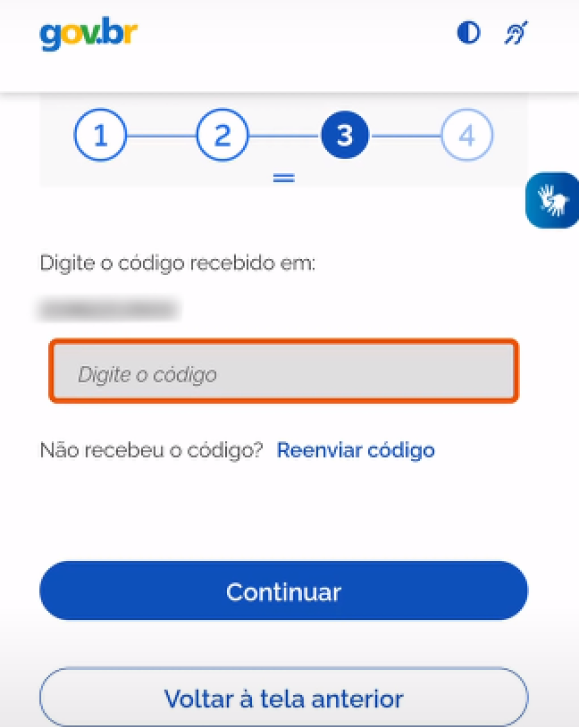 gov.br
1 2 3 4
Digite o código recebido em:
Digite o código
Não recebeu o código? Reenviar código
Continuar
Voltar à tela anterior